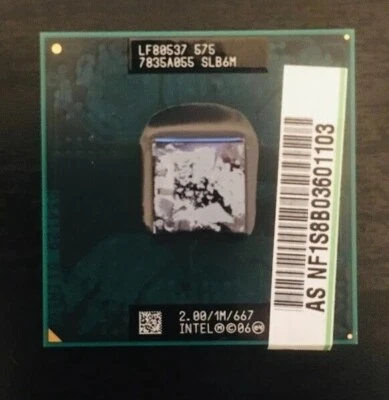 LF80537 575
7835A055 SLB6M
2.00/1M/667
INTEL Ⓜ©06
AS NF1S8B03601103